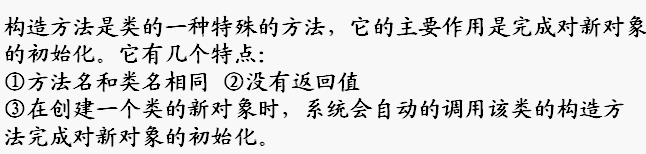 构造方法是类的一种特殊的方法，它的主要作用是完成对新对象
的初始化。它有几个特点：
①方法名和类名相同 ②没有返回值
③在创建一个类的新对象时，系统会自动的调用该类的构造方
法完成对新对象的初始化。